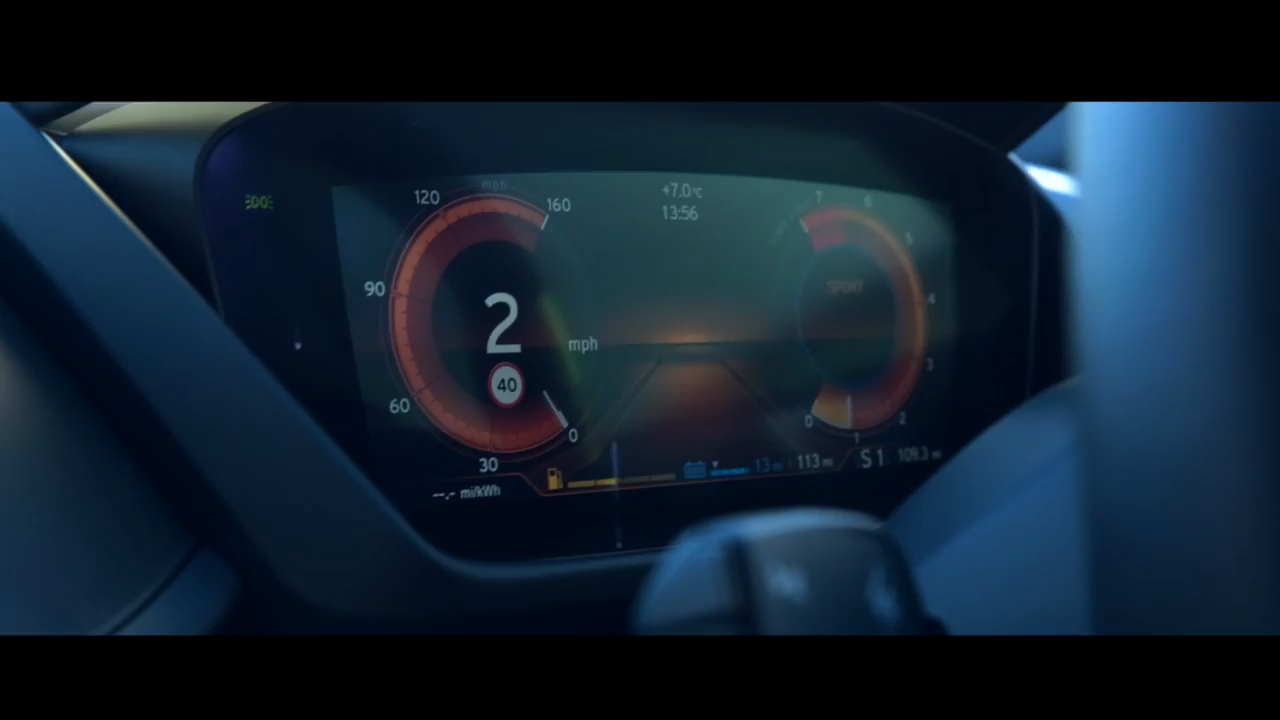 mph
120
160
+7.0°C
13:56
7
6
5
90
SPORT
4
2
mph
40
3
60
0
0
2
1
30
13 mi
113 mi
S 1
109.3 mi
--.- mi/kWh